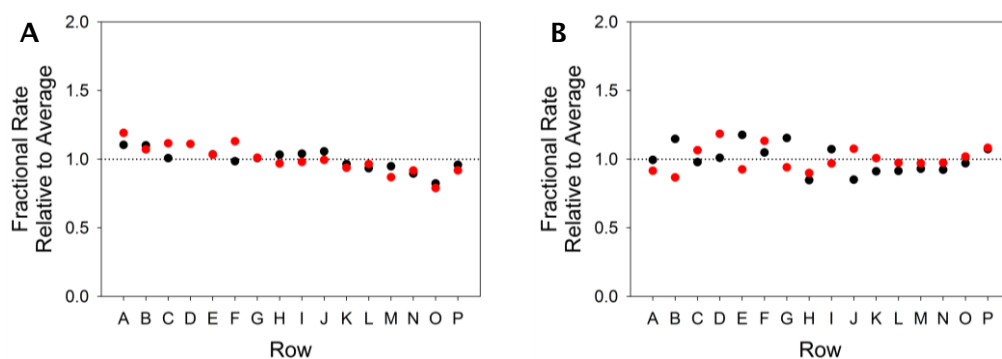 A
Fractional Rate
Relative to Average
2.0
1.5
1.0
0.5
0.0
A B C D E F G H I J K L M N O P
Row
B
Fractional Rate
Relative to Average
2.0
1.5
1.0
0.5
0.0
A B C D E F G H I J K L M N O P
Row